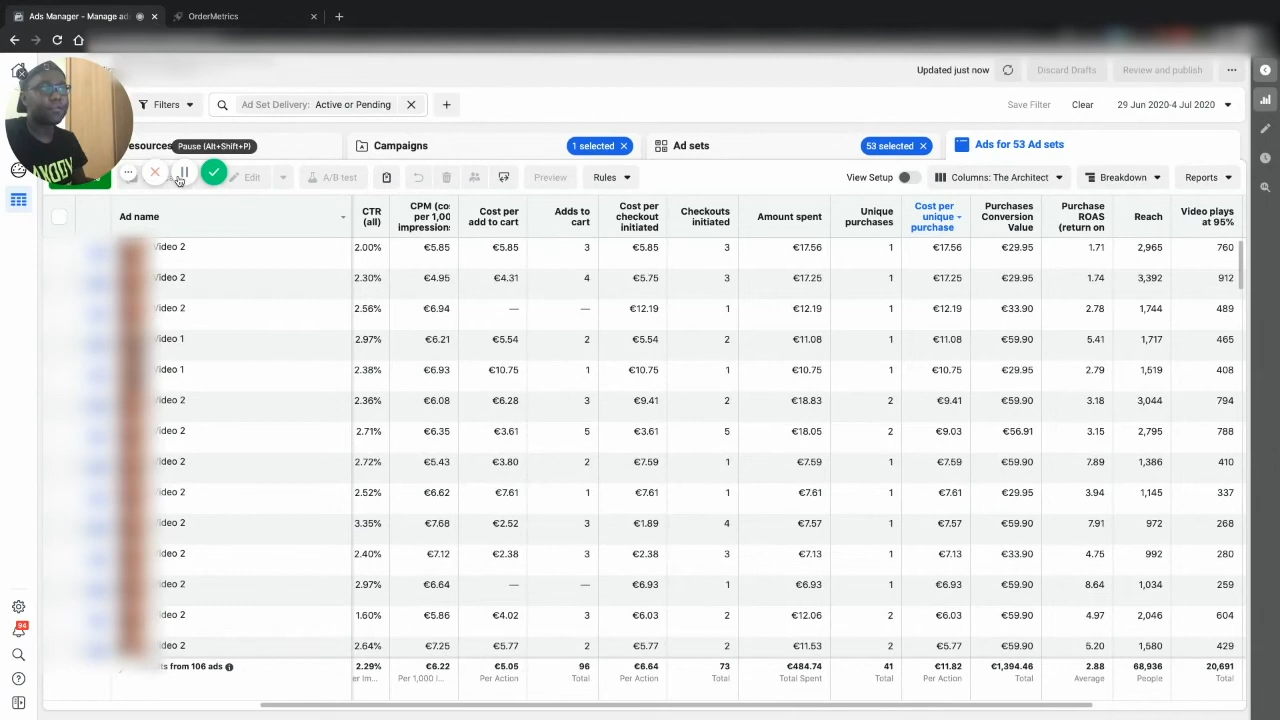 Ads Manager - Manage ad
OrderMetrics
Updated just now
Discard Drafts
Review and publish
Filters
Ad Set Delivery: Active or Pending
Save Filter
Clear
29 Jun 2020-4 Jul 2020
esources
Pause (Alt+Shift+P)
Campaigns
1 selected
Ad sets
53 selected
Ads for 53 Ad sets
Edit
A/B test
Preview
Rules
View Setup
Columns: The Architect
Breakdown
Reports
Ad name
CTR (all)
CPM (cos per 1,00 impressions
Cost per add to cart
Adds to cart
Cost per checkout initiated
Checkouts initiated
Amount spent
Unique purchases
Cost per unique purchase
Purchases Conversion Value
Purchase ROAS (return on
Reach
Video plays at 95%
Video 2 2.00% €5.85 €5.85 3 €5.85 3 €17.56 1 €17.56 €29.95 1.71 2,965 760
Video 2 2.30% €4.95 €4.31 4 €5.75 3 €17.25 1 €17.25 €29.95 1.74 3,392 912
Video 2 2.56% €6.94 — — €12.19 1 €12.19 1 €12.19 €33.90 2.78 1,744 489
Video 1 2.97% €6.21 €5.54 2 €5.54 2 €11.08 1 €11.08 €59.90 5.41 1,717 465
Video 1 2.38% €6.93 €10.75 1 €10.75 1 €10.75 1 €10.75 €29.95 2.79 1,519 408
Video 2 2.36% €6.08 €6.28 3 €9.41 2 €18.83 2 €9.41 €59.90 3.18 3,044 794
Video 2 2.71% €6.35 €3.61 5 €3.61 5 €18.05 2 €9.03 €56.91 3.15 2,795 788
Video 2 2.72% €5.43 €3.80 2 €7.59 1 €7.59 1 €7.59 €59.90 7.89 1,386 410
Video 2 2.52% €6.62 €7.61 1 €7.61 1 €7.61 1 €7.61 €29.95 3.94 1,145 337
Video 2 3.35% €7.68 €2.52 3 €1.89 4 €7.57 1 €7.57 €59.90 7.91 972 268
Video 2 2.40% €7.12 €2.38 3 €2.38 3 €7.13 1 €7.13 €33.90 4.75 992 280
Video 2 2.97% €6.64 — — €6.93 1 €6.93 1 €6.93 €59.90 8.64 1,034 259
ideo 2 1.60% €5.86 €4.02 3 €6.03 2 €12.06 2 €6.03 €59.90 4.97 2,046 604
Video 2 2.64% €7.25 €5.77 2 €5.77 2 €11.53 2 €5.77 €59.90 5.20 1,580 429
ts from 106 ads 2.29% €6.22 €5.05 96 €6.64 73 €484.74 41 €11.82 €1,394.46 2.88 68,936 20,691
er Im... Per 1,000 I... Per Action Total Per Action Total Total Spent Total Per Action Total Average People Total
94